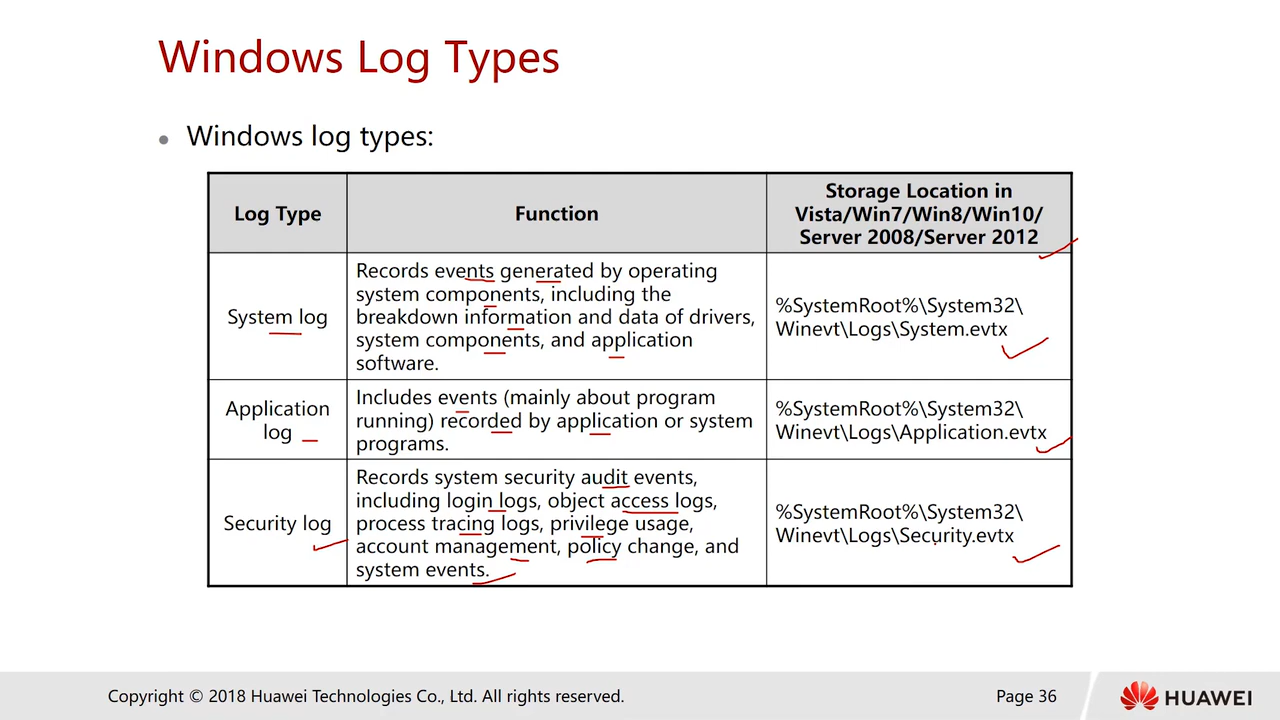 Windows Log Types
• Windows log types:
Log Type
Function
Storage Location in
Vista/Win7/Win8/Win10/
Server 2008/Server 2012
System log
Records events generated by operating
system components, including the
breakdown information and data of drivers,
system components, and application
software.
%SystemRoot%\System32\
Winevt\Logs\System.evtx
Application
log
Includes events (mainly about program
running) recorded by application or system
programs.
%SystemRoot%\System32\
Winevt\Logs\Application.evtx
Security log
Records system security audit events,
including login logs, object access logs,
process tracing logs, privilege usage,
account management, policy change, and
system events.
%SystemRoot%\System32\
Winevt\Logs\Security.evtx
Copyright © 2018 Huawei Technologies Co., Ltd. All rights reserved.
Page 36
HUAWEI